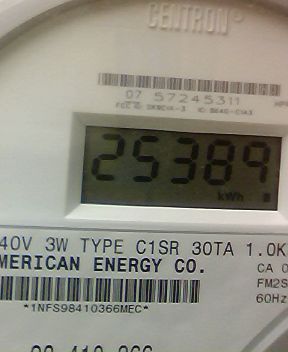 CENTRON®
07 57245311
25389
kWh
40V 3W TYPE C1SR 30TA 1.0K
MERICAN ENERGY CO.
CA 0
FM2S
60Hz
*1NFS98410366MEC*